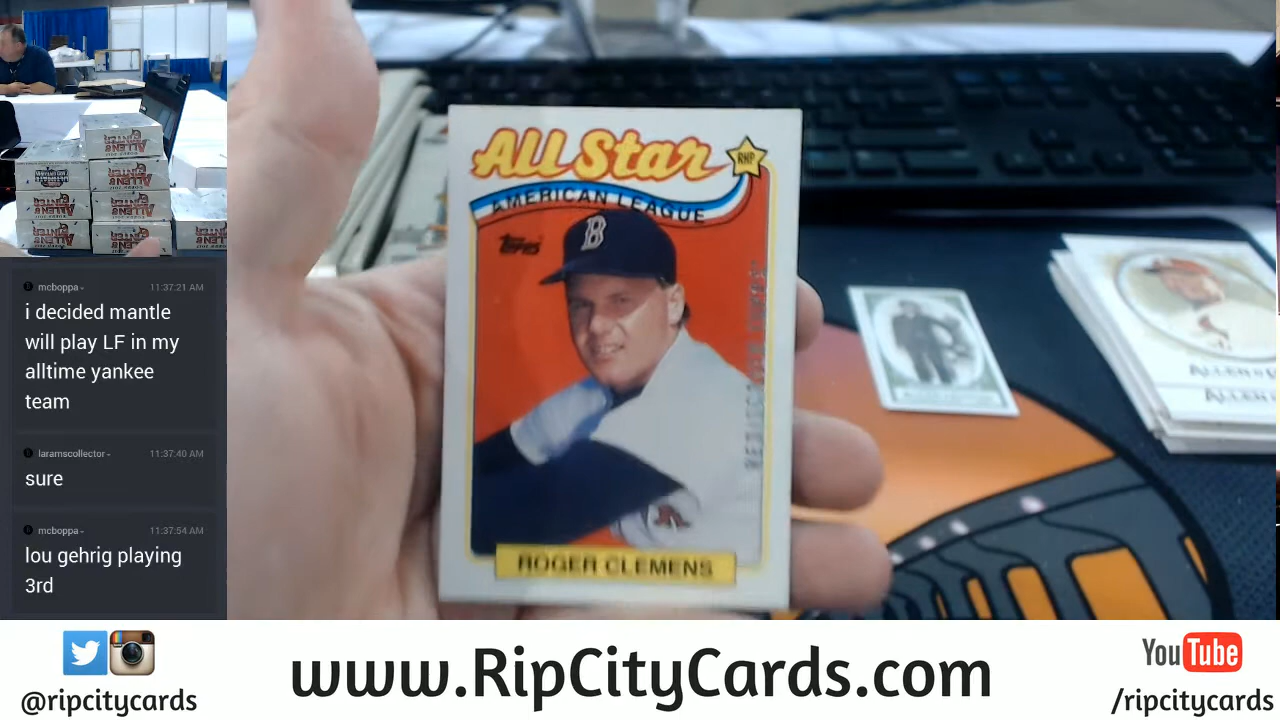 mcboppa- 11:37:21 AM
i decided mantle
will play LF in my
alltime yankee
team
laramscollector- 11:37:40 AM
sure
mcboppa- 11:37:54 AM
lou gehrig playing
3rd
All Star
RHP
AMERICAN LEAGUE
Topps
B
ROGER CLEMENS
@ripcitycards
www.RipCityCards.com
YouTube
/ripcitycards